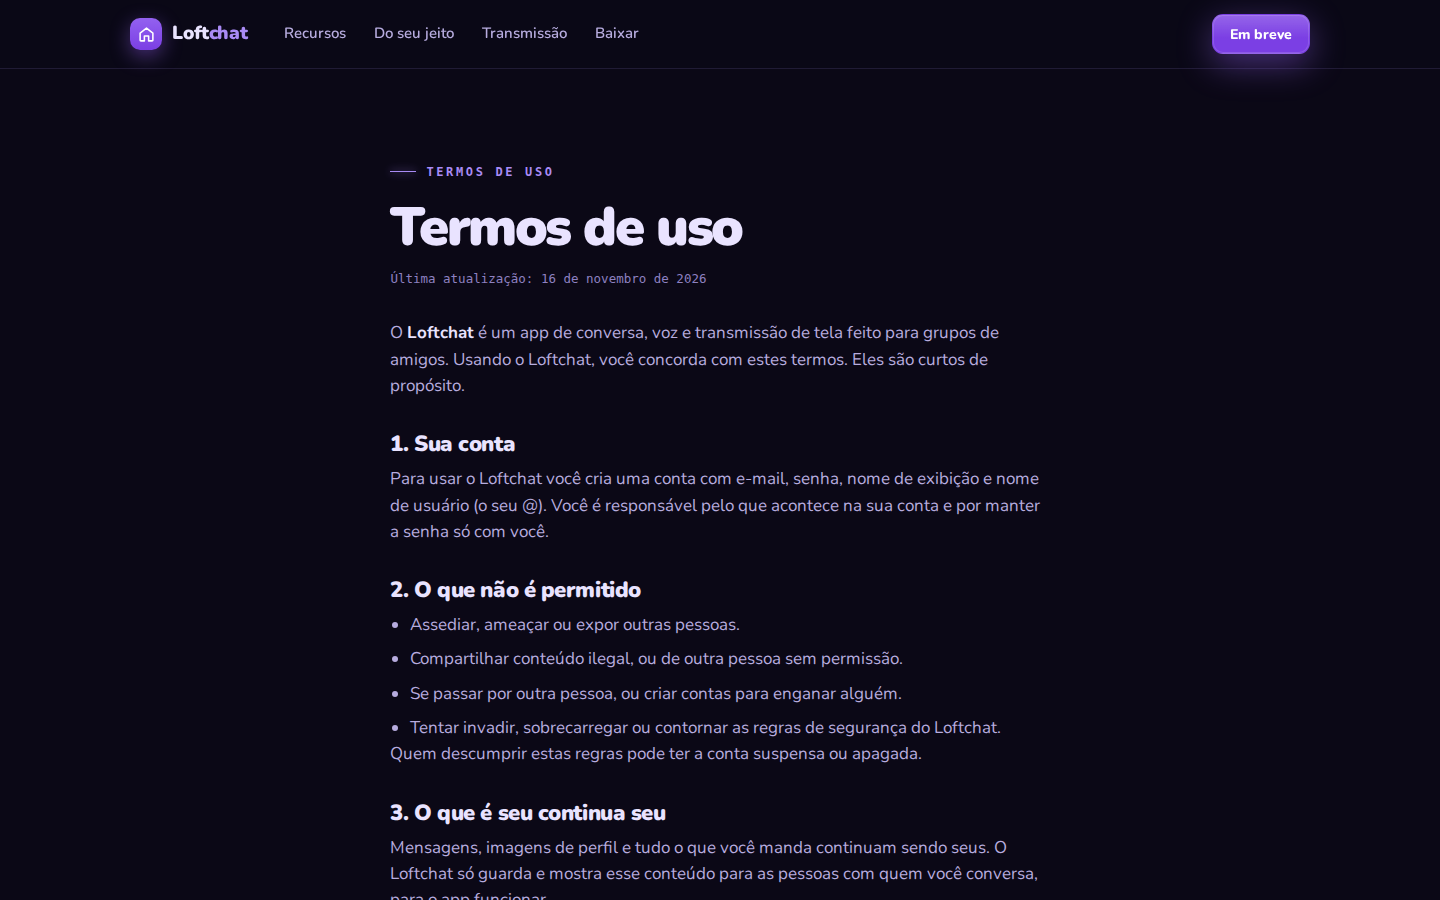 Loftchat
Recursos
Do seu jeito
Transmissão
Baixar
Em breve
TERMOS DE USO
Termos de uso
Última atualização: 16 de novembro de 2026
O Loftchat é um app de conversa, voz e transmissão de tela feito para grupos de
amigos. Usando o Loftchat, você concorda com estes termos. Eles são curtos de
propósito.
1. Sua conta
Para usar o Loftchat você cria uma conta com e-mail, senha, nome de exibição e nome
de usuário (o seu @). Você é responsável pelo que acontece na sua conta e por manter
a senha só com você.
2. O que não é permitido
• Assediar, ameaçar ou expor outras pessoas.
• Compartilhar conteúdo ilegal, ou de outra pessoa sem permissão.
• Se passar por outra pessoa, ou criar contas para enganar alguém.
• Tentar invadir, sobrecarregar ou contornar as regras de segurança do Loftchat.
Quem descumprir estas regras pode ter a conta suspensa ou apagada.
3. O que é seu continua seu
Mensagens, imagens de perfil e tudo o que você manda continuam sendo seus. O
Loftchat só guarda e mostra esse conteúdo para as pessoas com quem você conversa,
para o app funcionar.